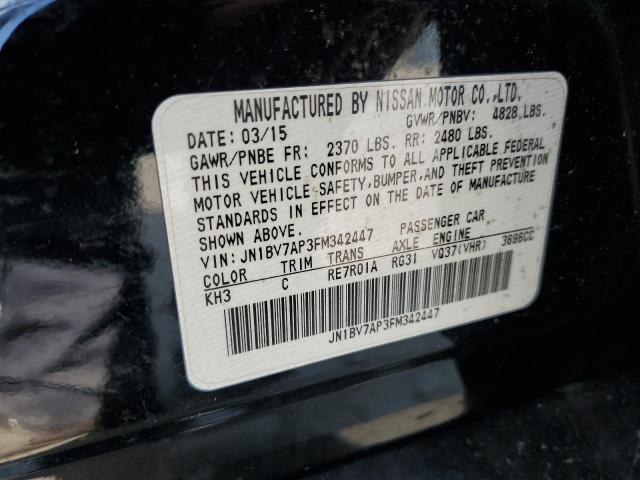 MANUFACTURED BY NISSAN MOTOR CO.,LTD.
DATE: 03/15 GVWR/PNBV: 4828 LBS.
GAWR/PNBE FR: 2370 LBS. RR: 2480 LBS.
THIS VEHICLE CONFORMS TO ALL APPLICABLE FEDERAL
MOTOR VEHICLE-SAFETY,BUMPER,AND THEFT PREVENTION
STANDARDS IN EFFECT ON THE DATE OF MANUFACTURE
SHOWN ABOVE.
VIN: JN1BV7AP3FM342447 PASSENGER CAR
COLOR TRIM TRANS AXLE ENGINE
KH3 C RE7R01A RG31 VQ37(VHR) 3696CC
JN1BV7AP3FM342447